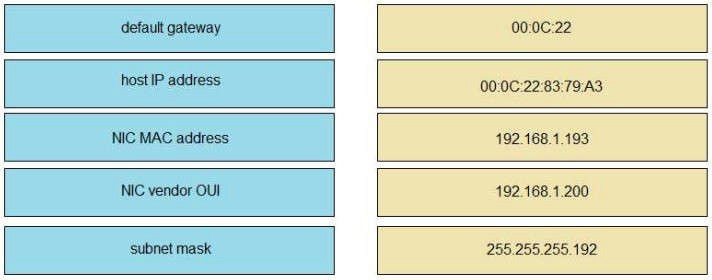 default gateway
00:0C:22
host IP address
00:0C:22:83:79:A3
NIC MAC address
192.168.1.193
NIC vendor OUI
192.168.1.200
subnet mask
255.255.255.192